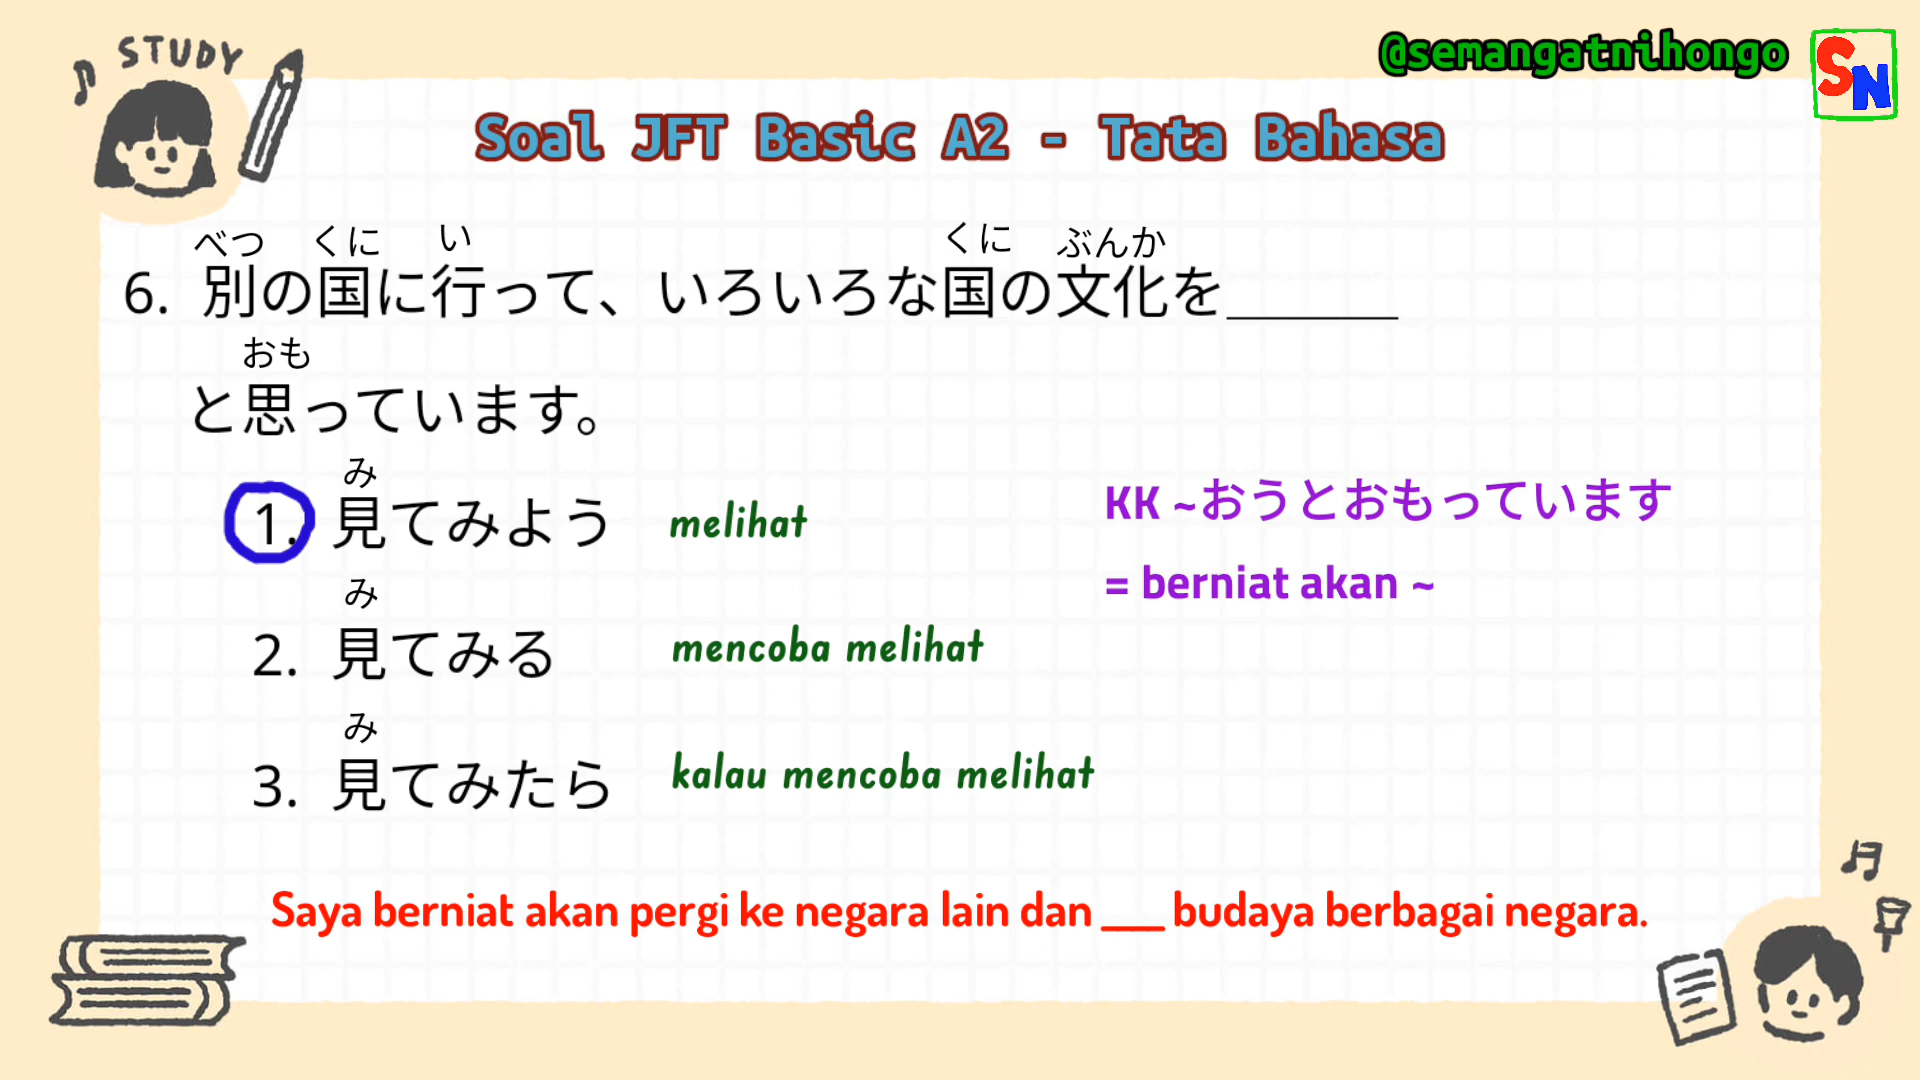 STUDY
@semangatnihongo
SN
Soal JFT Basic A2 - Tata Bahasa
べつ くに い くに ぶんか
6. 別の国に行って、いろいろな国の文化を______
おも
と思っています。
み
1. 見てみよう melihat
KK ~おうとおもっています
= berniat akan ~
み
2. 見てみる mencoba melihat
み
3. 見てみたら kalau mencoba melihat
Saya berniat akan pergi ke negara lain dan ___ budaya berbagai negara.